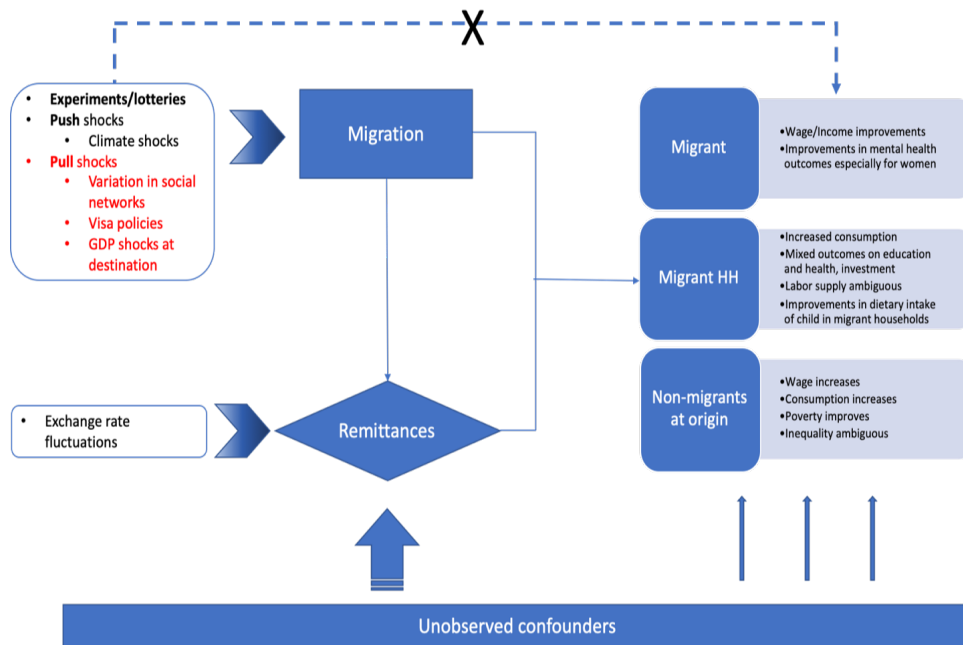 X
• Experiments/lotteries
• Push shocks
• Climate shocks
• Pull shocks
• Variation in social
networks
• Visa policies
• GDP shocks at
destination
Migration
Migrant
•Wage/Income improvements
•Improvements in mental health
outcomes especially for women
Migrant HH
•Increased consumption
•Mixed outcomes on education
and health, investment
•Labor supply ambiguous
•Improvements in dietary intake
of child in migrant households
• Exchange rate
fluctuations
Remittances
Non-migrants
at origin
•Wage increases
•Consumption increases
•Poverty improves
•Inequality ambiguous
Unobserved confounders